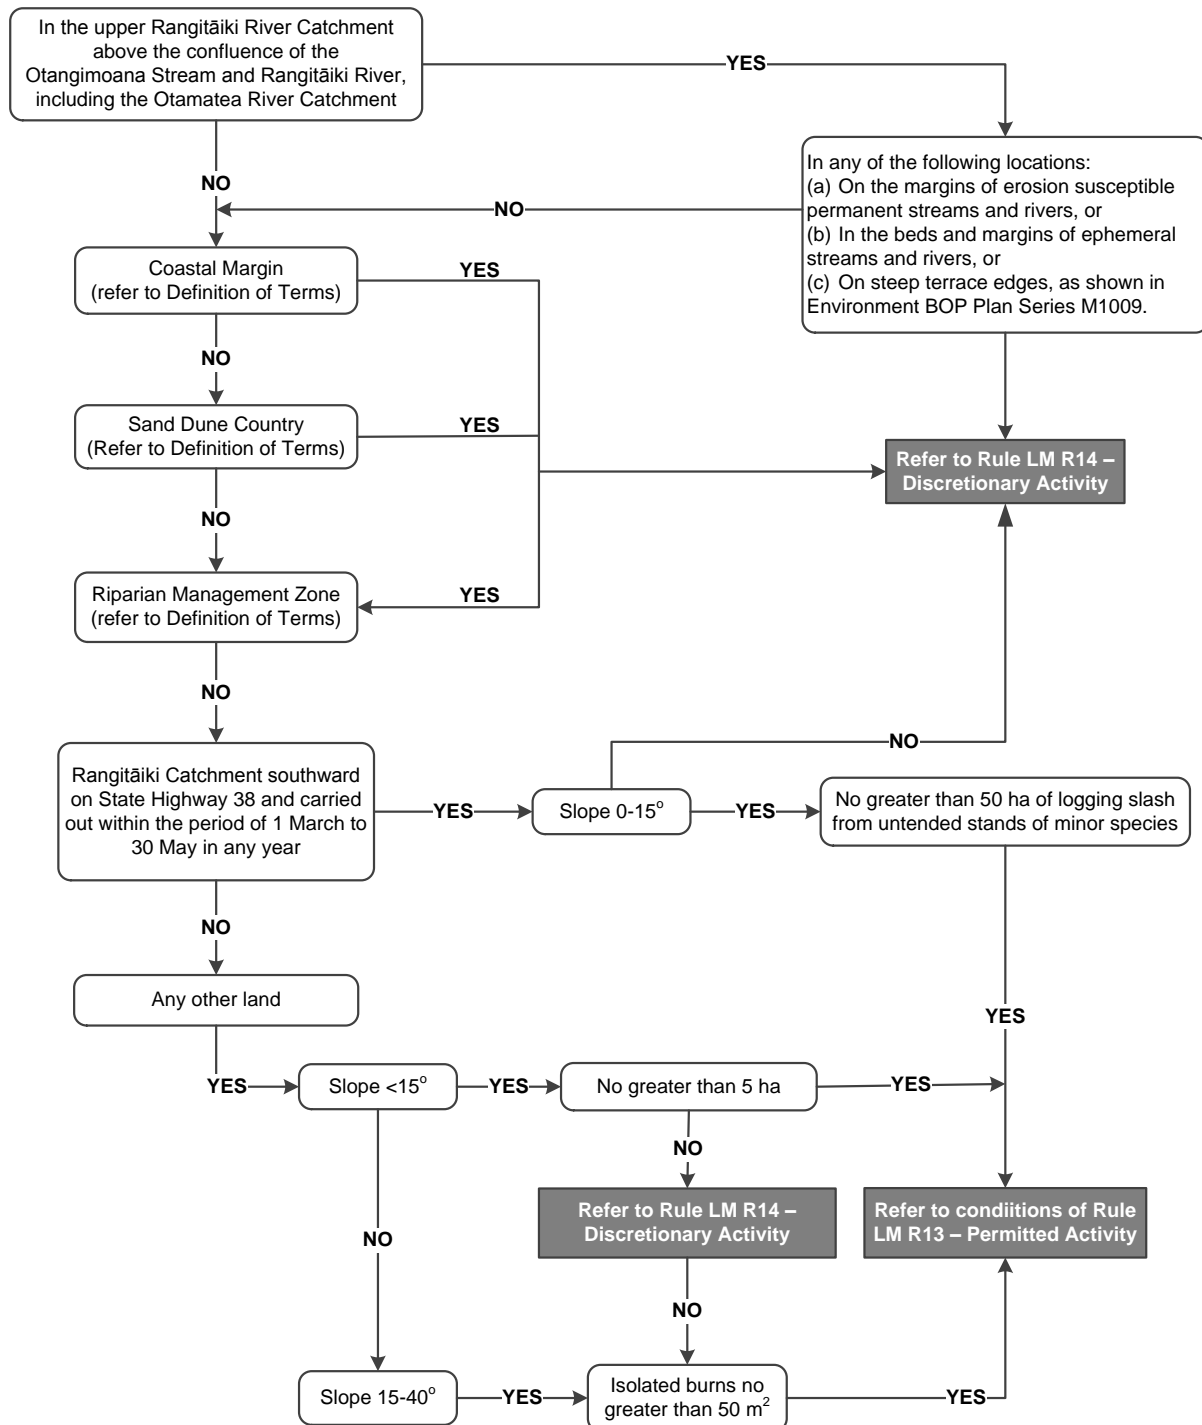 In the upper Rangitāiki River Catchment
above the confluence of the
Otangimoana Stream and Rangitāiki River,
including the Otamatea River Catchment
YES
NO
In any of the following locations:
(a) On the margins of erosion susceptible
permanent streams and rivers, or
(b) In the beds and margins of ephemeral
streams and rivers, or
(c) On steep terrace edges, as shown in
Environment BOP Plan Series M1009.
NO
Coastal Margin
(refer to Definition of Terms)
YES
NO
Sand Dune Country
(Refer to Definition of Terms)
YES
Refer to Rule LM R14 –
Discretionary Activity
NO
Riparian Management Zone
(refer to Definition of Terms)
YES
NO
Rangitāiki Catchment southward
on State Highway 38 and carried
out within the period of 1 March to
30 May in any year
YES
Slope 0-15°
NO
YES
No greater than 50 ha of logging slash
from untended stands of minor species
NO
Any other land
YES
YES
Slope <15°
YES
No greater than 5 ha
YES
NO
NO
Refer to Rule LM R14 –
Discretionary Activity
Refer to condiitions of Rule
LM R13 – Permitted Activity
NO
Slope 15-40°
YES
Isolated burns no
greater than 50 m²
YES